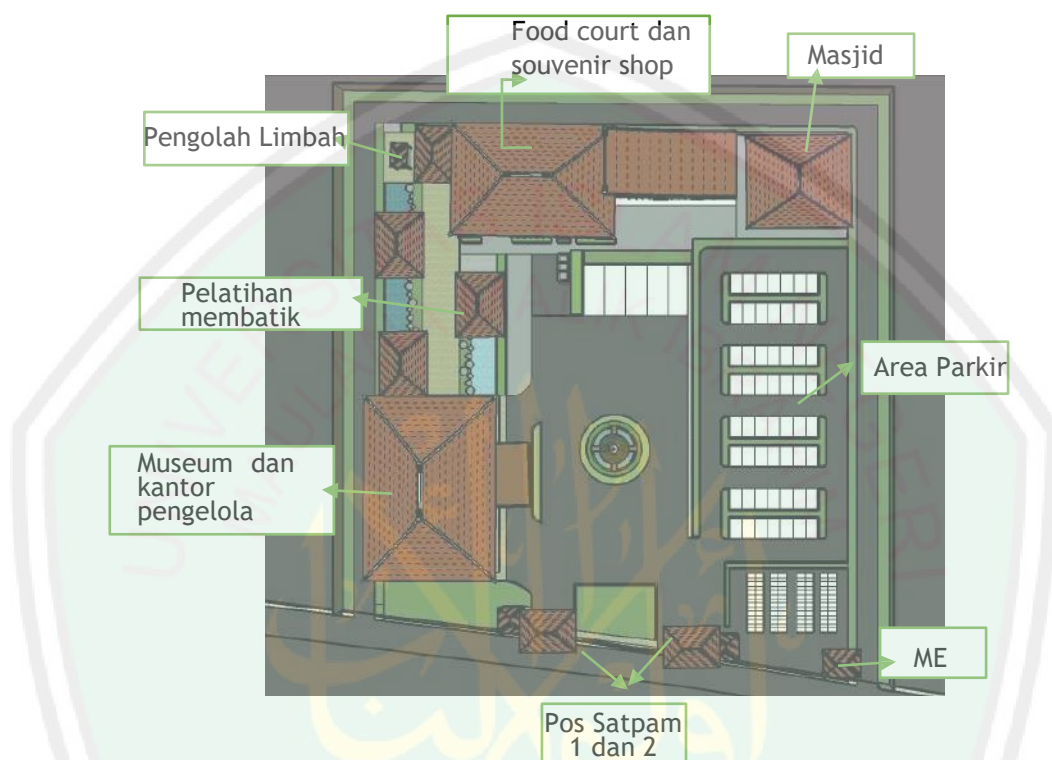 Food court dan
souvenir shop
Masjid
Pengolah Limbah
Pelatihan
membatik
Area Parkir
Museum dan
kantor
pengelola
ME
Pos Satpam
1 dan 2